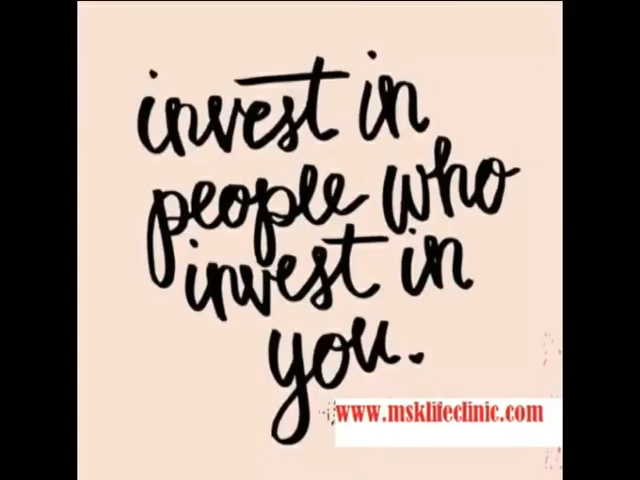 invest in
people who
invest in
you.
www.msklifeclinic.com